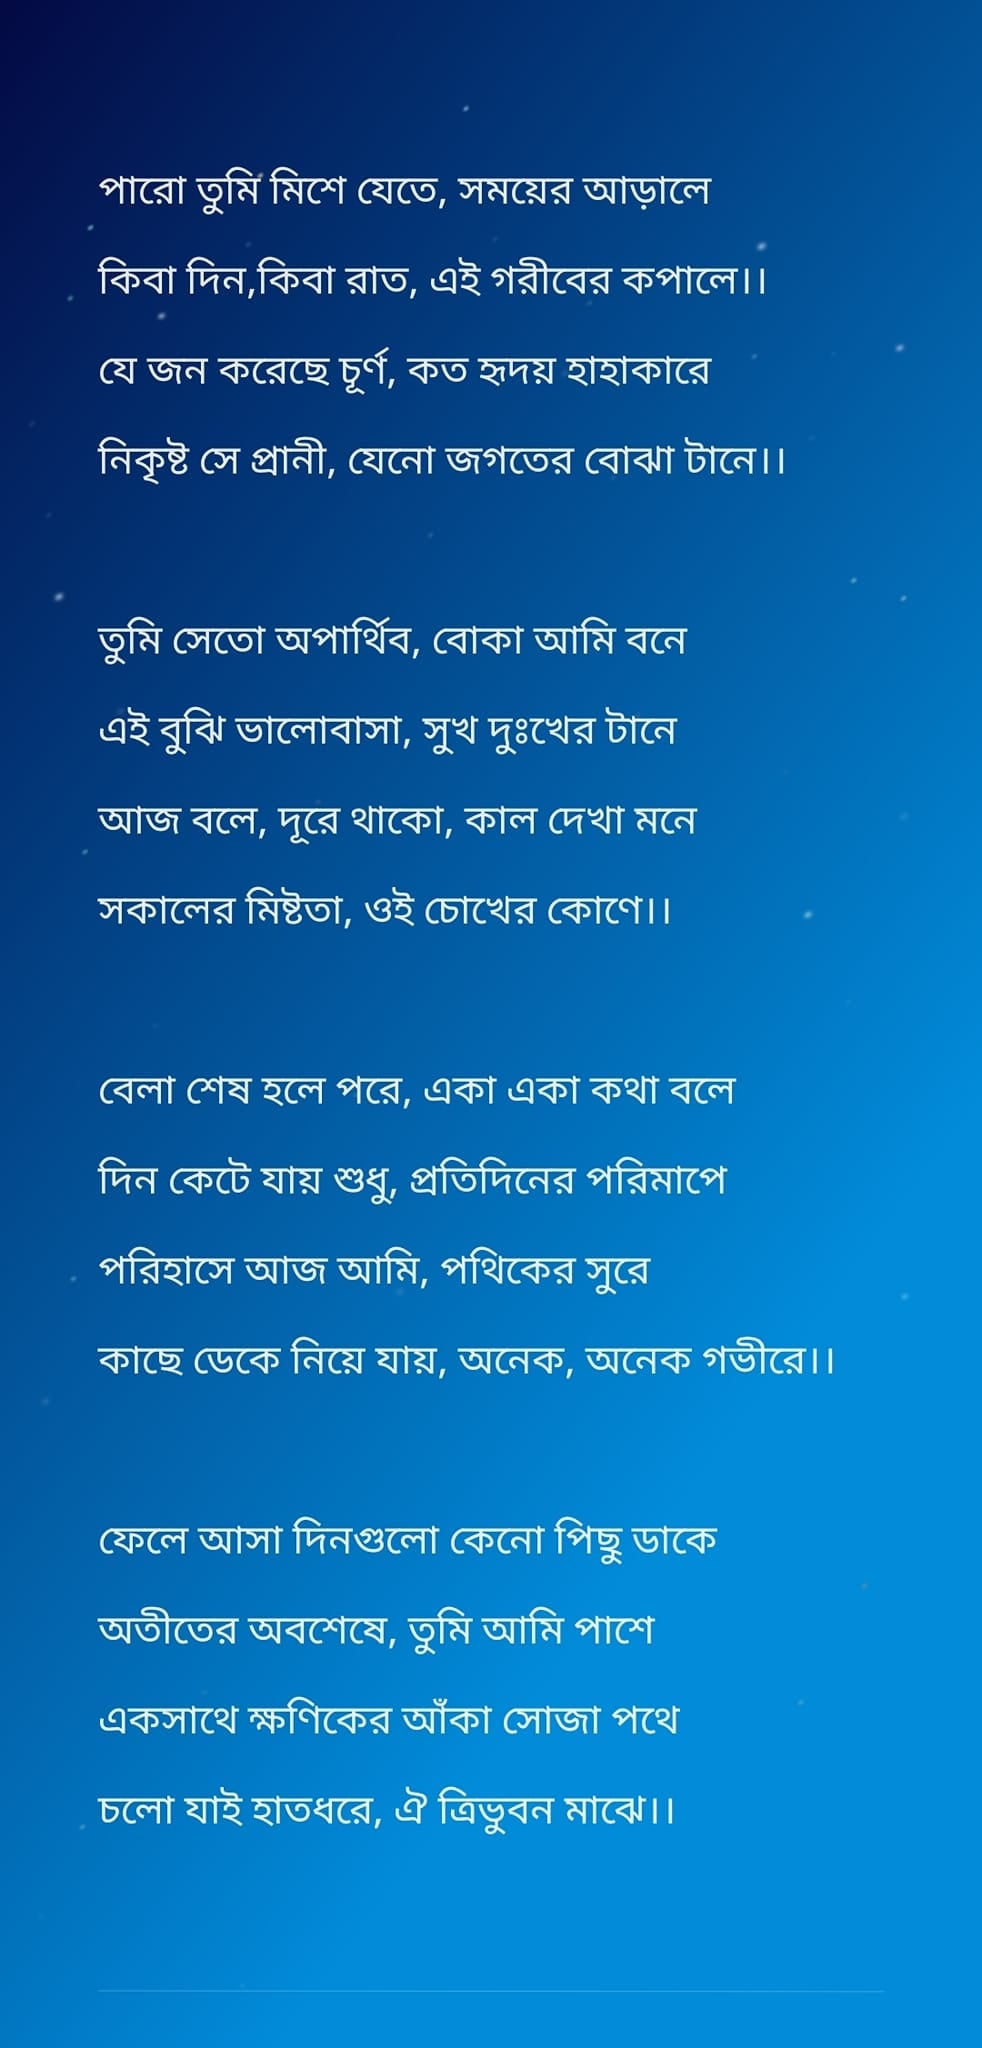 পারো তুমি মিশে যেতে, সময়ের আড়ালে
কিবা দিন,কিবা রাত, এই গরীবের কপালে।।
যে জন করেছে চূর্ণ, কত হৃদয় হাহাকারে
নিকৃষ্ট সে প্রানী, যেনো জগতের বোঝা টানে।।
তুমি সেতো অপার্থিব, বোকা আমি বনে
এই বুঝি ভালোবাসা, সুখ দুঃখের টানে
আজ বলে, দূরে থাকো, কাল দেখা মনে
সকালের মিষ্টতা, ওই চোখের কোণে।।
বেলা শেষ হলে পরে, একা একা কথা বলে
দিন কেটে যায় শুধু, প্রতিদিনের পরিমাপে
পরিহাসে আজ আমি, পথিকের সুরে
কাছে ডেকে নিয়ে যায়, অনেক, অনেক গভীরে।।
ফেলে আসা দিনগুলো কেনো পিছু ডাকে
অতীতের অবশেষে, তুমি আমি পাশে
একসাথে ক্ষণিকের আঁকা সোজা পথে
চলো যাই হাতধরে, ঐ ত্রিভুবন মাঝে।।